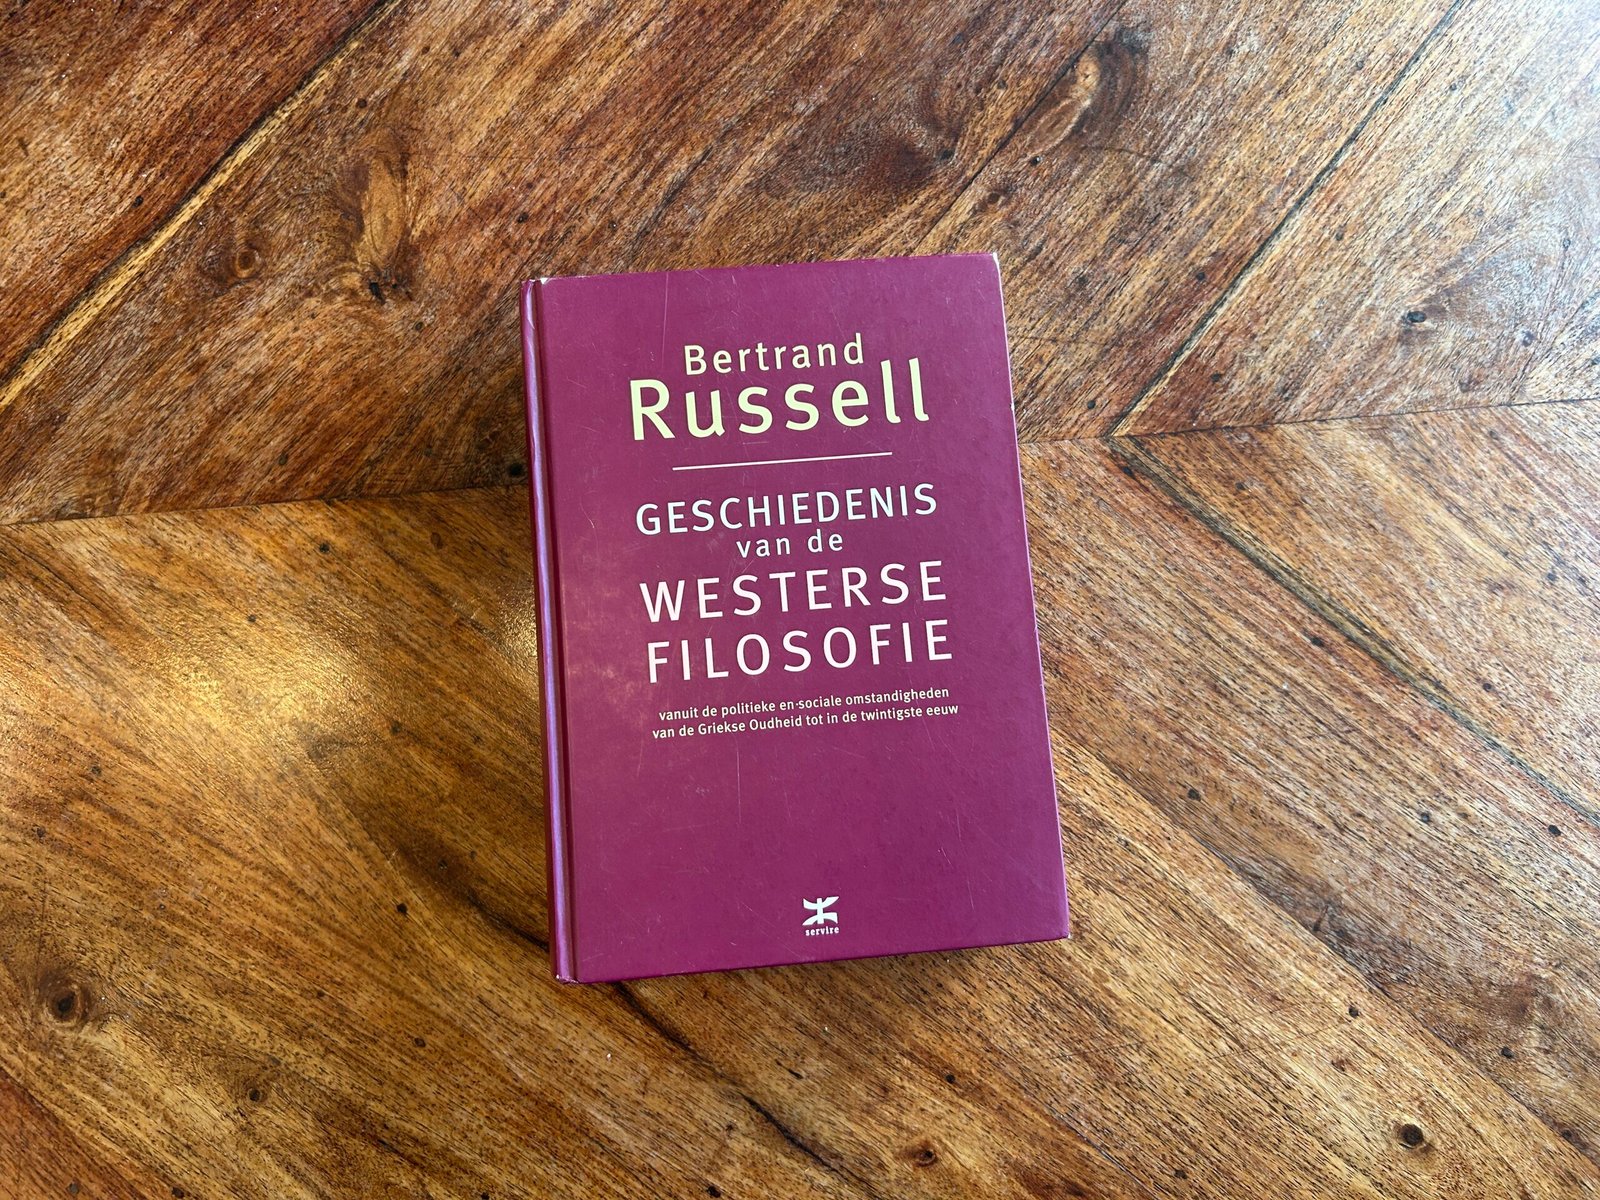 Bertrand
Russell
GESCHIEDENIS
van de
WESTERSE
FILOSOFIE
vanuit de politieke en sociale omstandigheden
van de Griekse Oudheid tot in de twintigste eeuw
servire